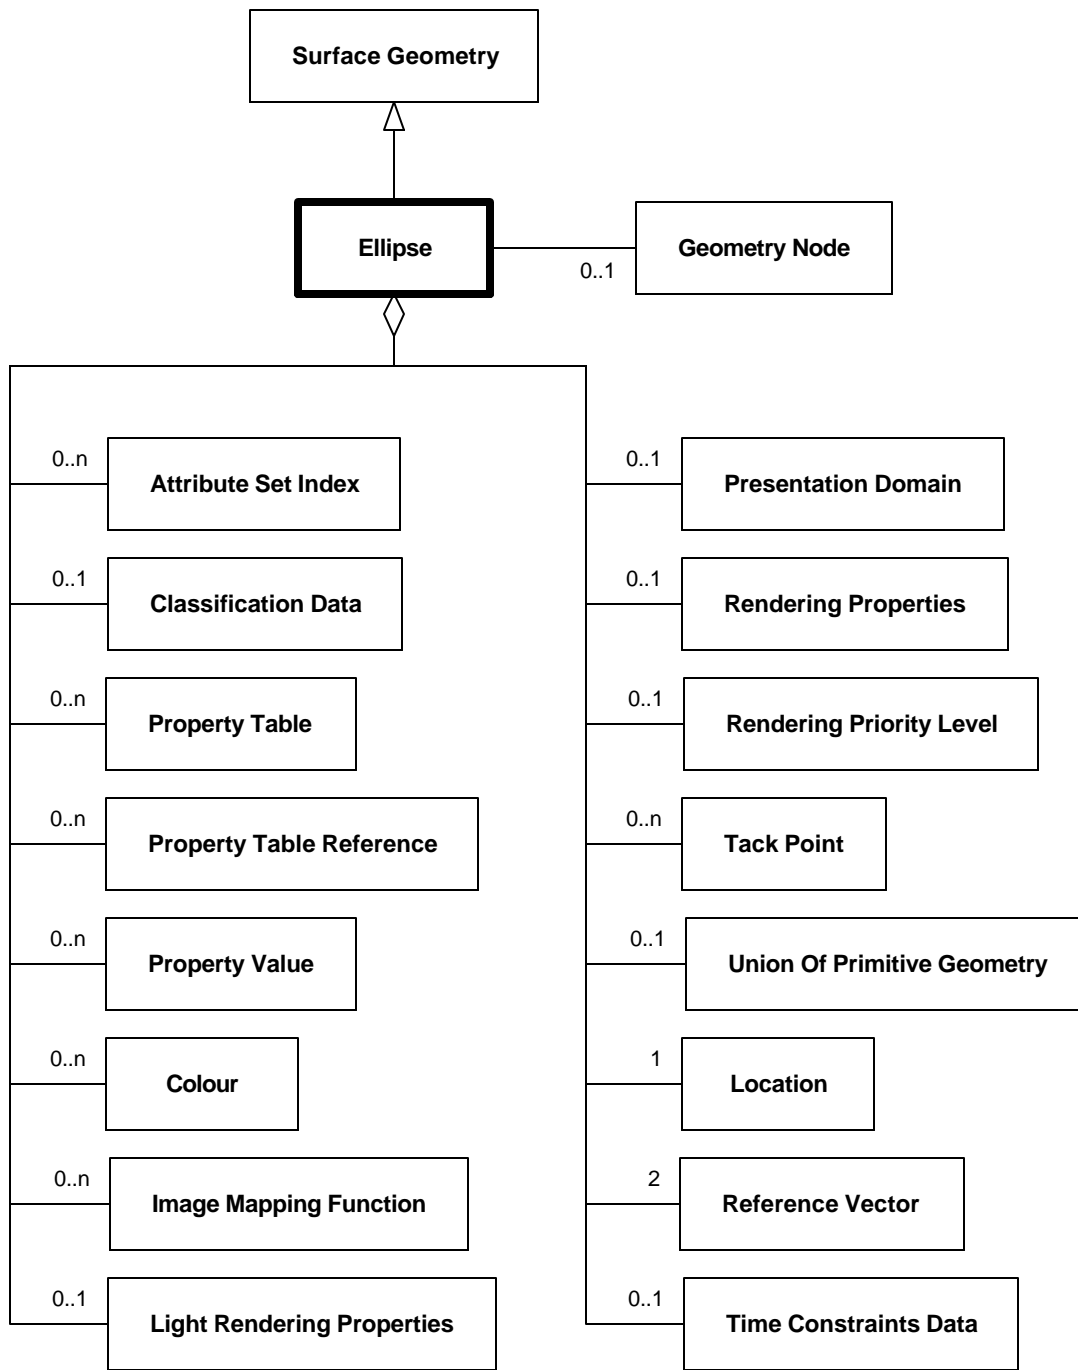 Surface Geometry
Ellipse
0..1
Geometry Node
0..n
Attribute Set Index
0..1
Classification Data
0..n
Property Table
0..n
Property Table Reference
0..n
Property Value
0..n
Colour
0..n
Image Mapping Function
0..1
Light Rendering Properties
0..1
Presentation Domain
0..1
Rendering Properties
0..1
Rendering Priority Level
0..n
Tack Point
0..1
Union Of Primitive Geometry
1
Location
2
Reference Vector
0..1
Time Constraints Data